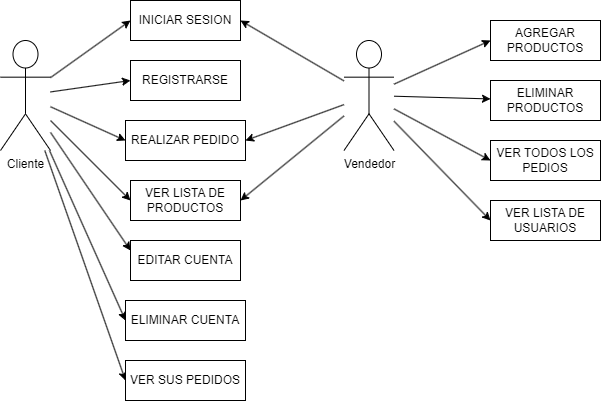 INICIAR SESION
REGISTRARSE
REALIZAR PEDIDO
VER LISTA DE
PRODUCTOS
EDITAR CUENTA
ELIMINAR CUENTA
VER SUS PEDIDOS
Cliente
Vendedor
AGREGAR
PRODUCTOS
ELIMINAR
PRODUCTOS
VER TODOS LOS
PEDIOS
VER LISTA DE
USUARIOS